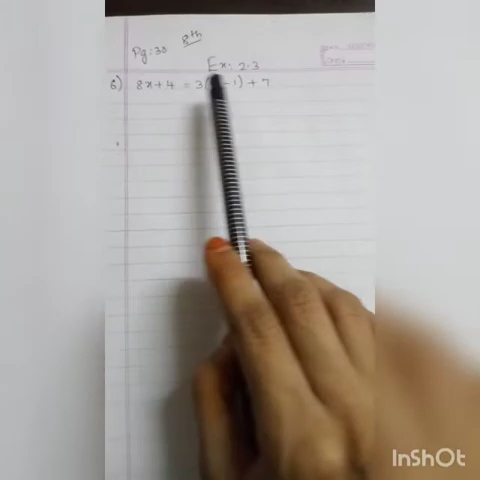 8th
Pg: 30
Ex: 2.3
6) 8x+4 = 3( -1) + 7
InShOt